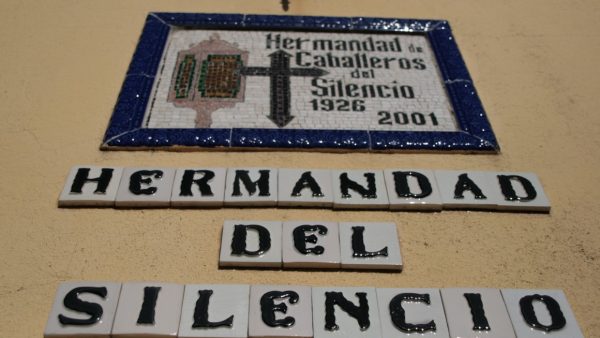 Hermandad de
Caballeros
del
Silencio
1926
2001
HERMANDAD
DEL
SILENCIO